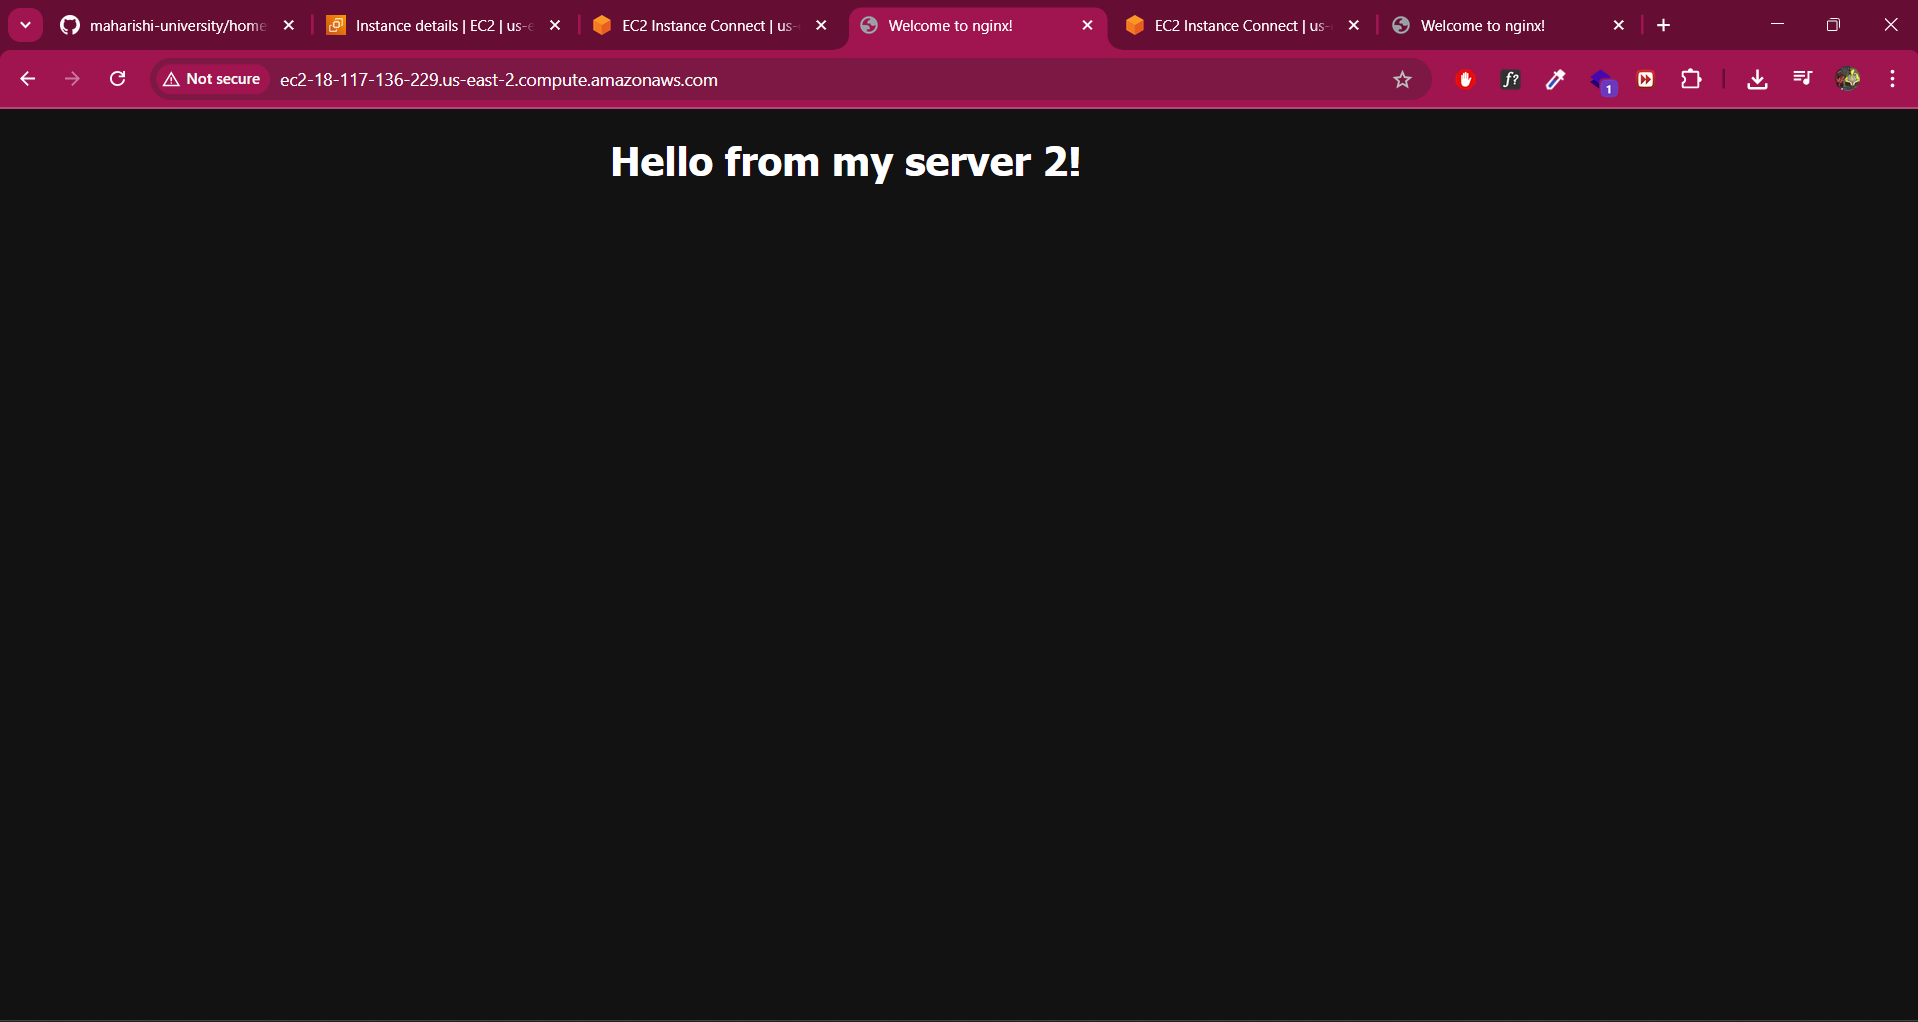 maharishi-university/home
Instance details | EC2 | us-e
EC2 Instance Connect | us-
Welcome to nginx!
EC2 Instance Connect | us-
Welcome to nginx!
Not secure
ec2-18-117-136-229.us-east-2.compute.amazonaws.com
f?
1
Hello from my server 2!